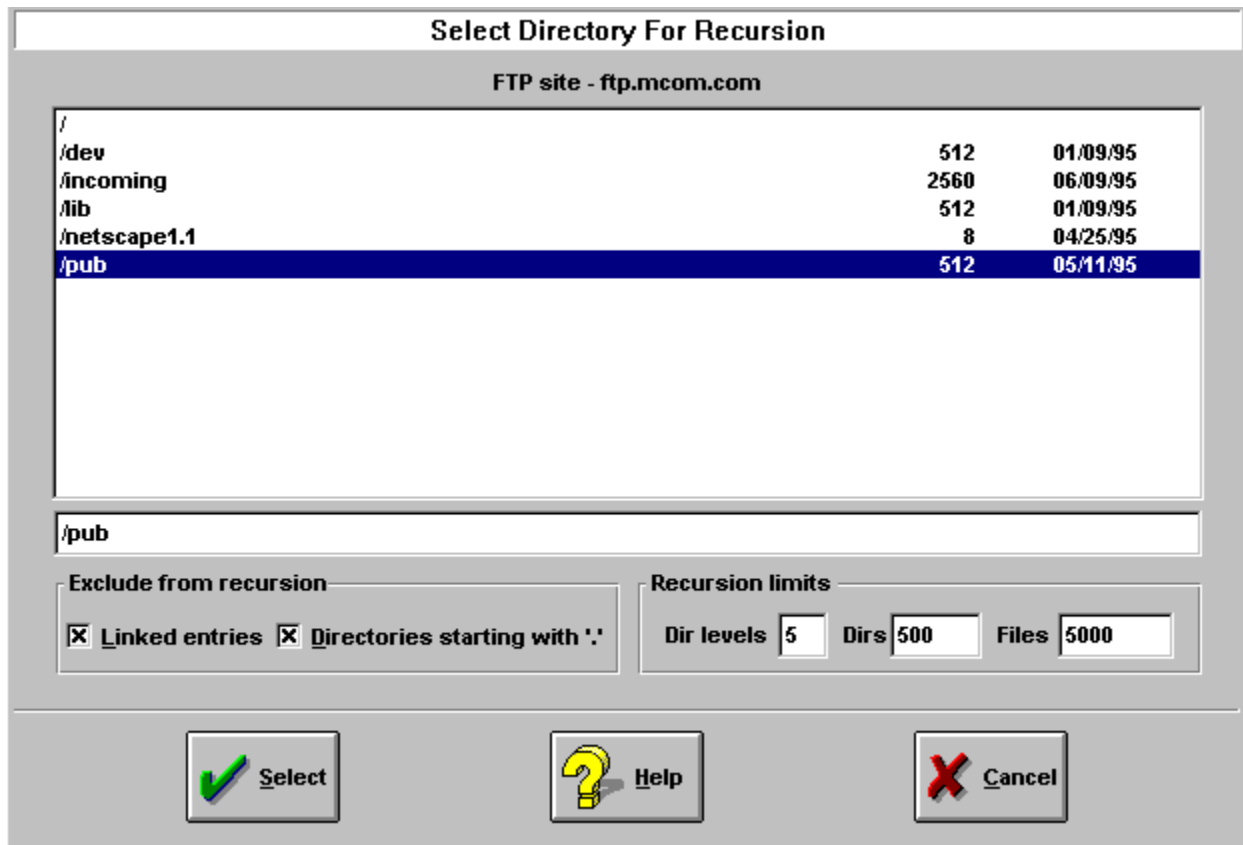 Select Directory For Recursion
FTP site - ftp.mcom.com
/
/dev 512 01/09/95
/incoming 2560 06/09/95
/lib 512 01/09/95
/netscape1.1 8 04/25/95
/pub 512 05/11/95
/pub
Exclude from recursion Recursion limits
Linked entries Directories starting with '.' Dir levels 5 Dirs 500 Files 5000
Select Help Cancel